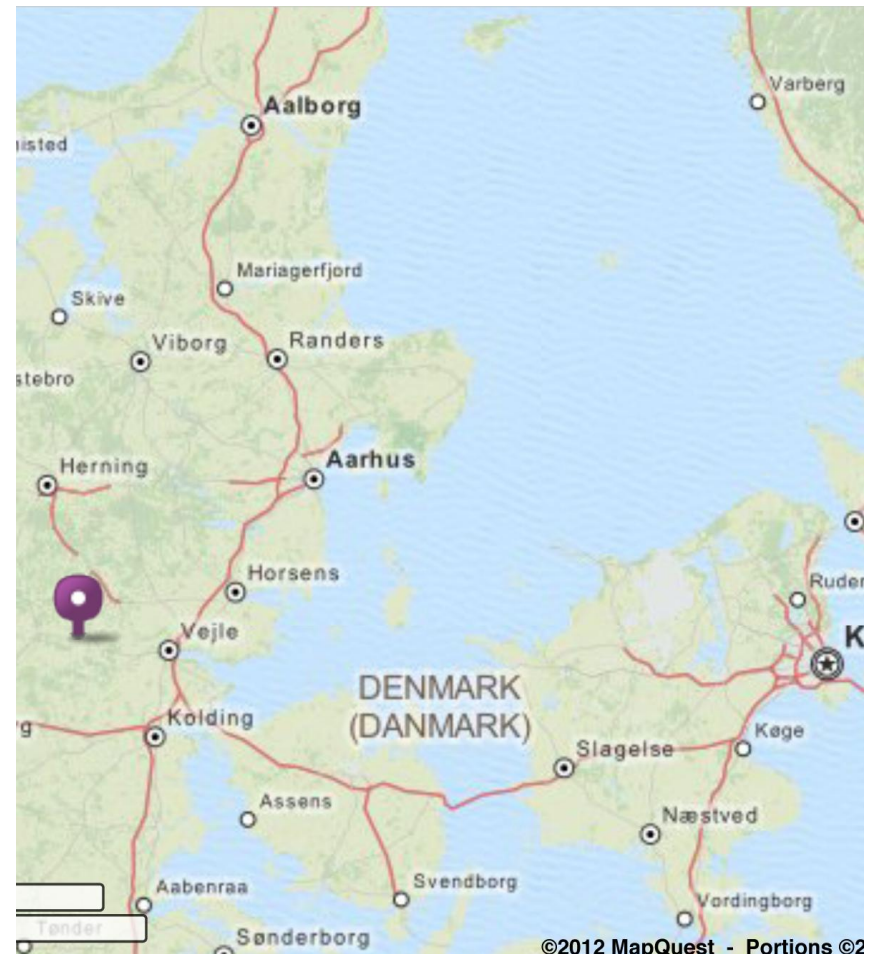 Varberg
Aalborg
isted
Mariagerfjord
Skive
Randers
Viborg
stebro
Aarhus
Herning
Horsens
Ruder
Vejle
K
DENMARK
(DANMARK)
Kolding
g
Køge
Slagelse
Assens
Næstved
Svendborg
Aabenraa
Vordingborg
Tønder
Sønderborg
©2012 MapQuest - Portions ©2